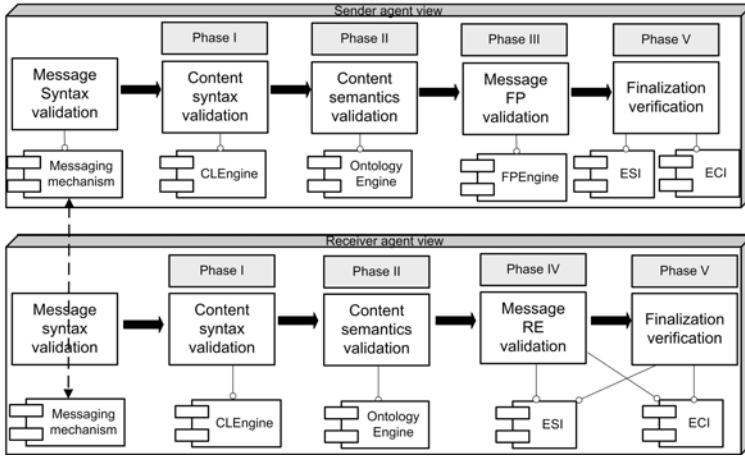 Sender agent view
Phase I
Phase II
Phase III
Phase V
Message
Syntax
validation
Content
syntax
validation
Content
semantics
validation
Message
FP
validation
Finalization
verification
Messaging
mechanism
CLEngine
Ontology
Engine
FPEngine
ESI
ECI
Receiver agent view
Phase I
Phase II
Phase IV
Phase V
Message
syntax
validation
Content
syntax
validation
Content
semantics
validation
Message
RE
validation
Finalization
verification
Messaging
mechanism
CLEngine
Ontology
Engine
ESI
ECI